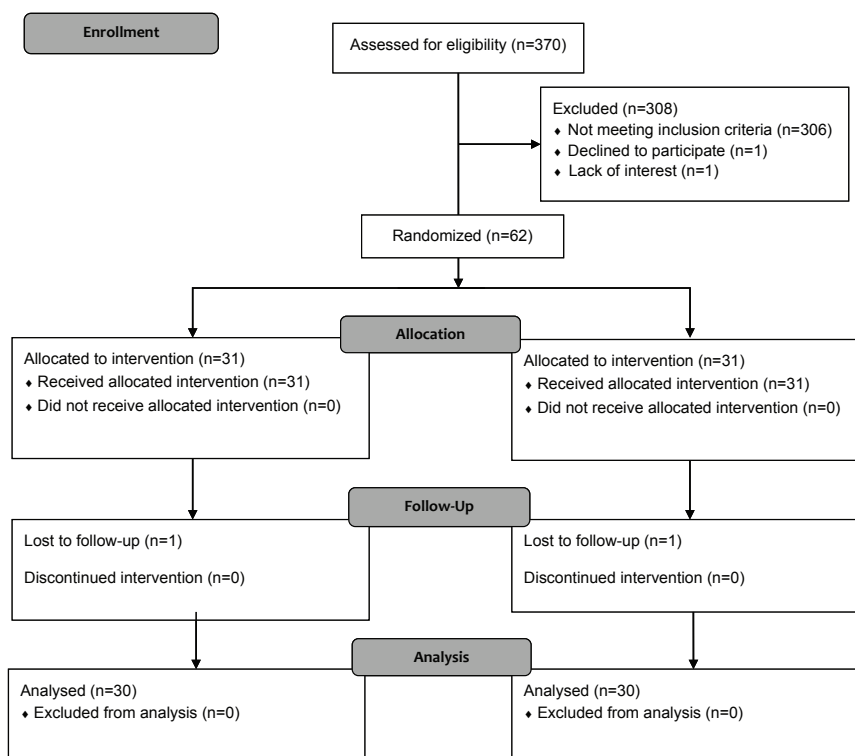 Enrollment
Assessed for eligibility (n=370)
Excluded (n=308)
♦ Not meeting inclusion criteria (n=306)
♦ Declined to participate (n=1)
♦ Lack of interest (n=1)
Randomized (n=62)
Allocation
Allocated to intervention (n=31)
♦ Received allocated intervention (n=31)
♦ Did not receive allocated intervention (n=0)
Allocated to intervention (n=31)
♦ Received allocated intervention (n=31)
♦ Did not receive allocated intervention (n=0)
Follow-Up
Lost to follow-up (n=1)
Discontinued intervention (n=0)
Lost to follow-up (n=1)
Discontinued intervention (n=0)
Analysis
Analysed (n=30)
♦ Excluded from analysis (n=0)
Analysed (n=30)
♦ Excluded from analysis (n=0)